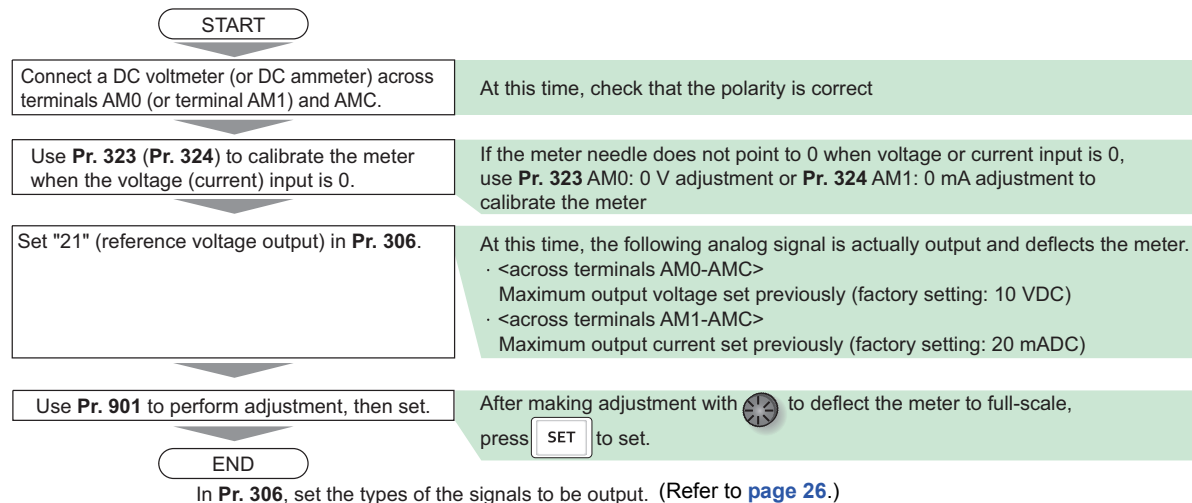 START
Connect a DC voltmeter (or DC ammeter) across
terminals AM0 (or terminal AM1) and AMC.
At this time, check that the polarity is correct
Use Pr. 323 (Pr. 324) to calibrate the meter
when the voltage (current) input is 0.
If the meter needle does not point to 0 when voltage or current input is 0,
use Pr. 323 AM0: 0 V adjustment or Pr. 324 AM1: 0 mA adjustment to
calibrate the meter
Set "21" (reference voltage output) in Pr. 306.
At this time, the following analog signal is actually output and deflects the meter.
· <across terminals AM0-AMC>
Maximum output voltage set previously (factory setting: 10 VDC)
· <across terminals AM1-AMC>
Maximum output current set previously (factory setting: 20 mADC)
Use Pr. 901 to perform adjustment, then set.
After making adjustment with to deflect the meter to full-scale,
press SET to set.
END
In Pr. 306, set the types of the signals to be output. (Refer to page 26.)